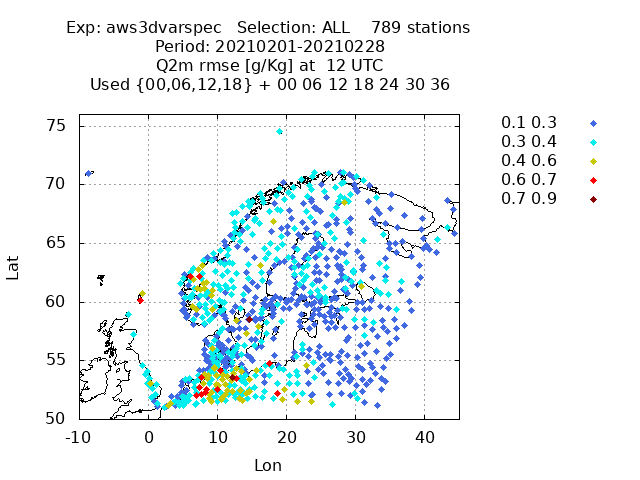 Exp: aws3dvarspec Selection: ALL 789 stations
Period: 20210201-20210228
Q2m rmse [g/Kg] at 12 UTC
Used {00,06,12,18} + 00 06 12 18 24 30 36
0.1 0.3
0.3 0.4
0.4 0.6
0.6 0.7
0.7 0.9
75
70
65
60
55
50
Lat
-10 0 10 20 30 40
Lon